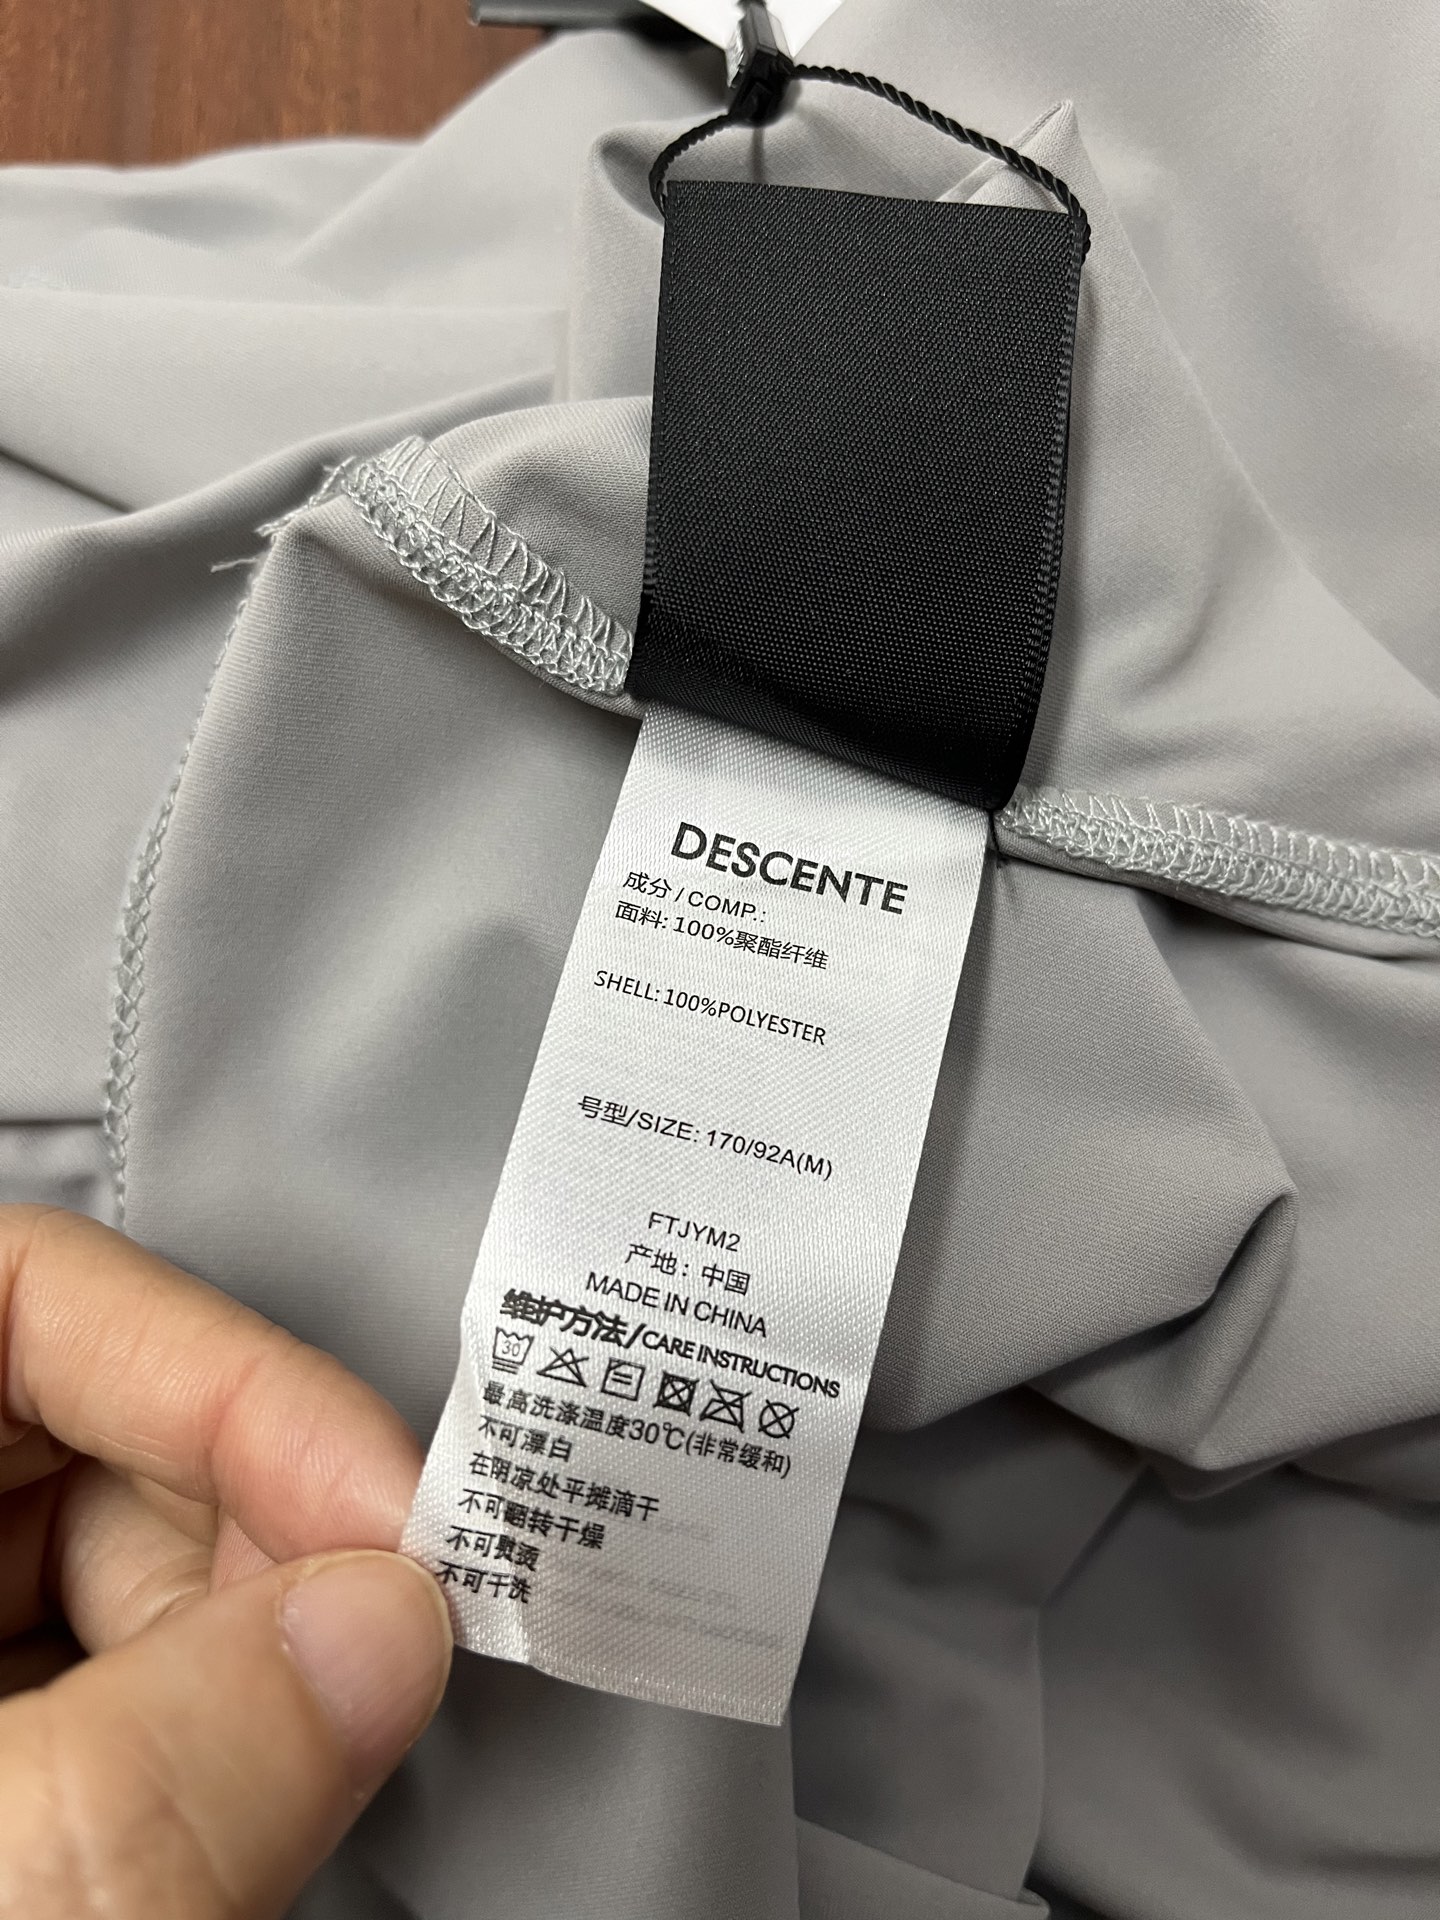 DESCENTE
成分 / COMP.:
面料: 100%聚酯纤维
SHELL: 100%POLYESTER
号型/SIZE: 170/92A(M)
FTJYM2
产地: 中国
MADE IN CHINA
维护方法/CARE INSTRUCTIONS
30
最高洗涤温度30℃(非常缓和)
不可漂白
在阴凉处平摊滴干
不可翻转干燥
不可熨烫
不可干洗